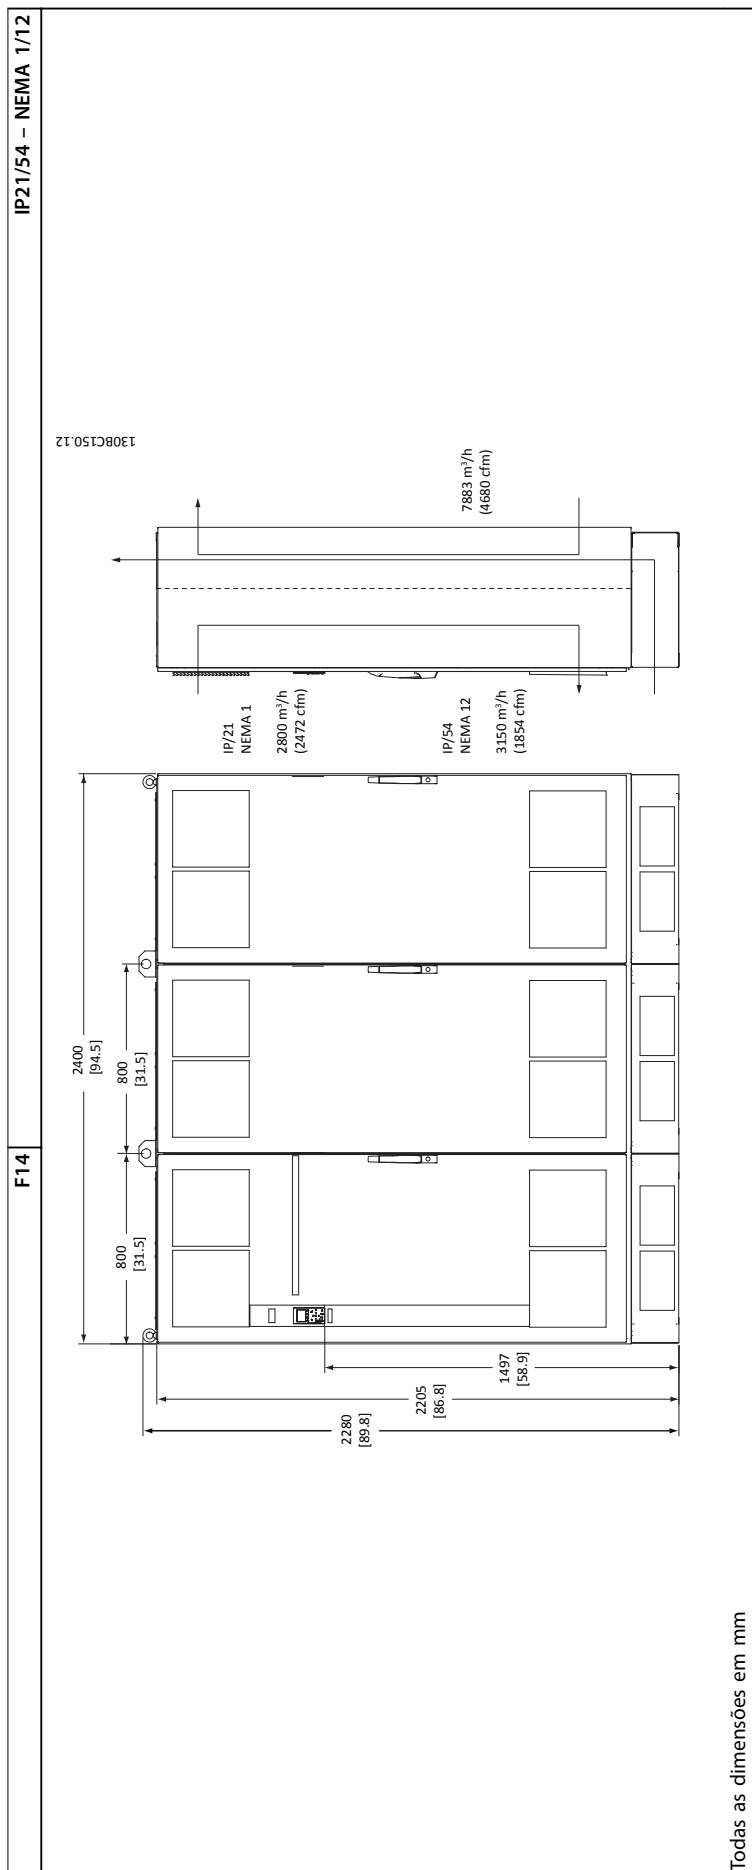 F14
IP21/54 – NEMA 1/12
130BC150.12
2400
[94.5]
800
[31.5]
800
[31.5]
IP/21
NEMA 1
2800 m³/h
(2472 cfm)
IP/54
NEMA 12
3150 m³/h
(1854 cfm)
7883 m³/h
(4680 cfm)
2280
[89.8]
2205
[86.8]
1497
[58.9]
Todas as dimensões em mm